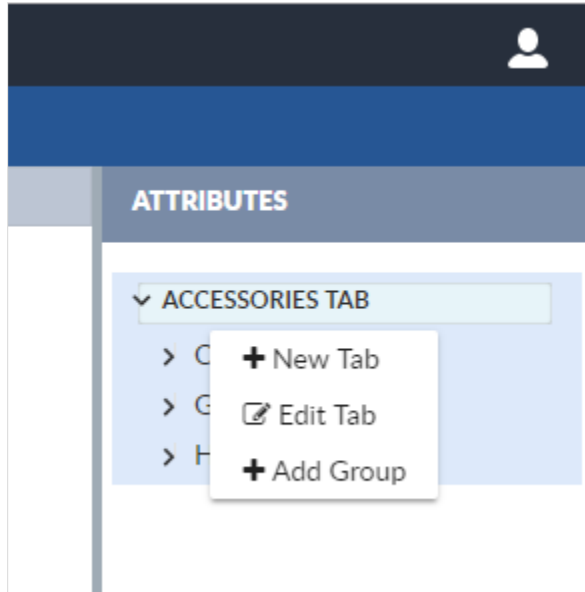 ATTRIBUTES
ACCESSORIES TAB
New Tab
Edit Tab
Add Group